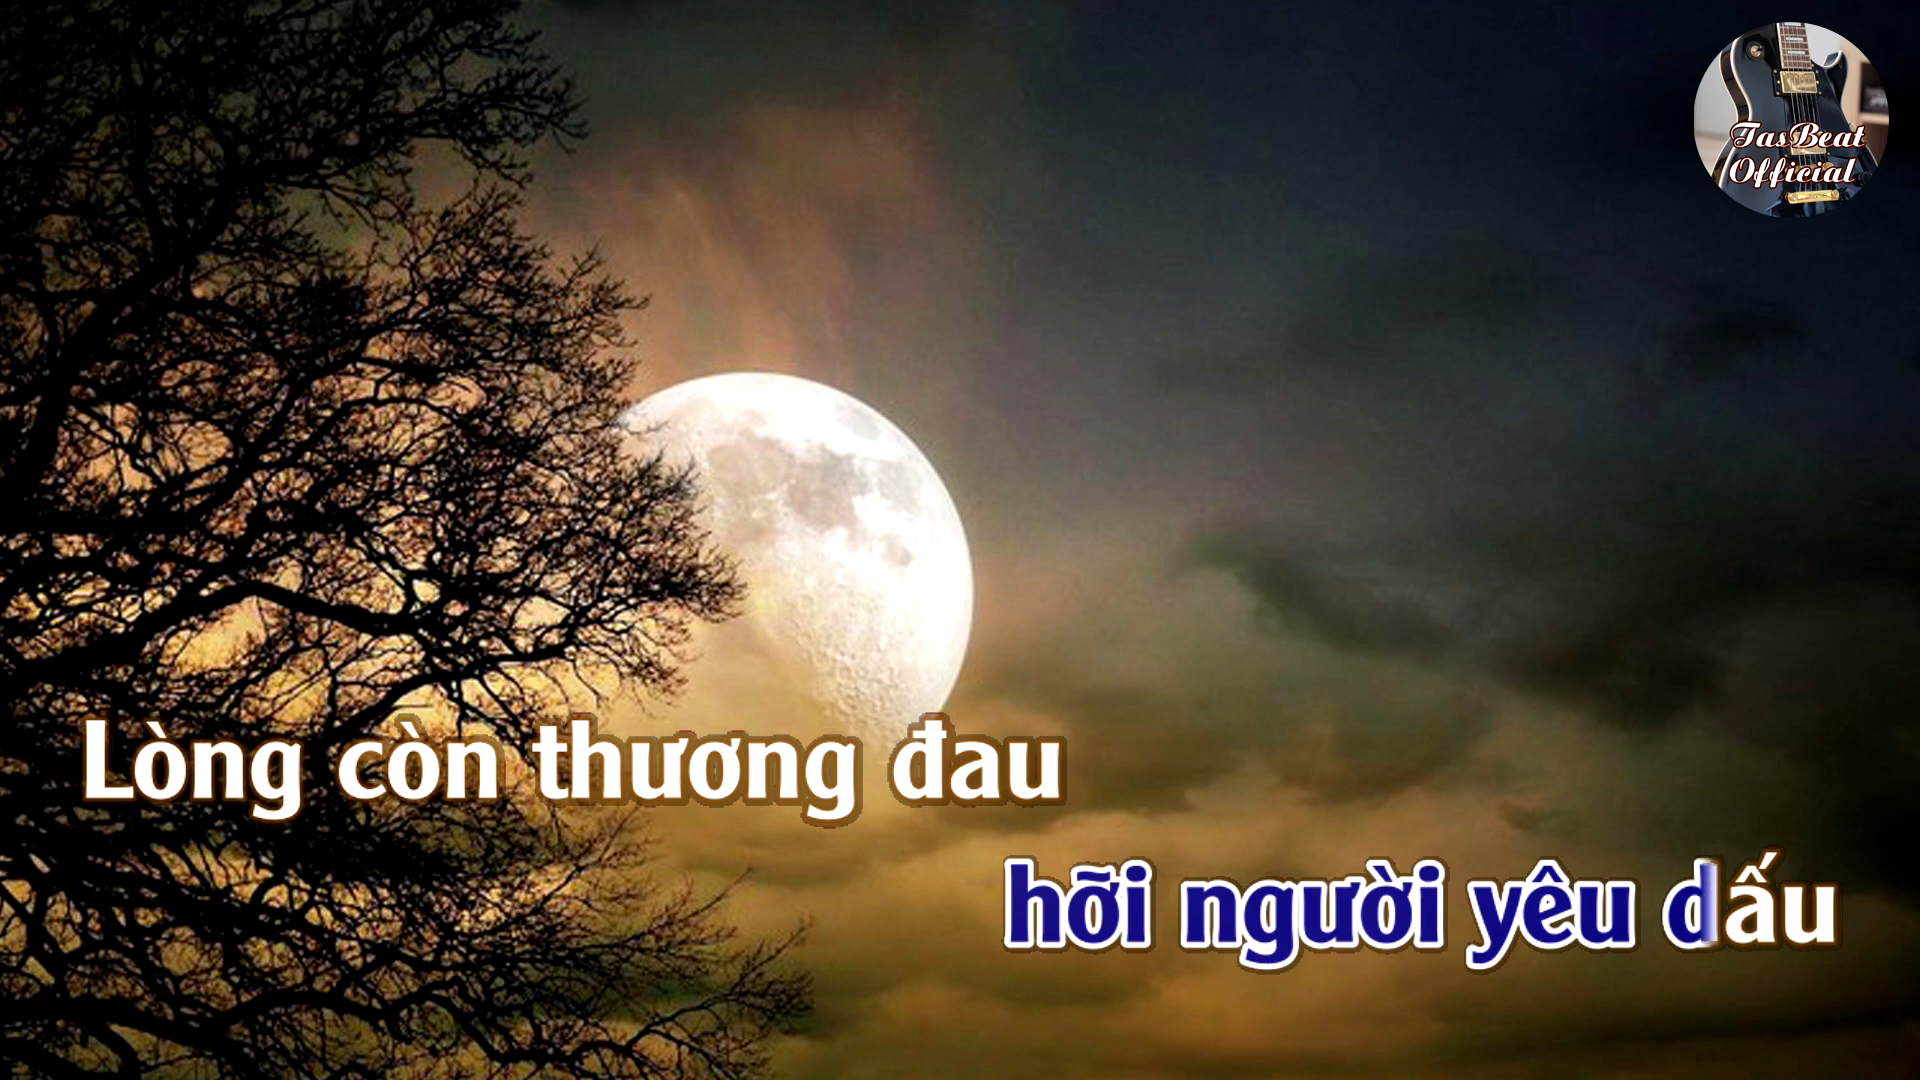 TasBeat
Official
Lòng còn thương đau
hỡi người yêu dấu